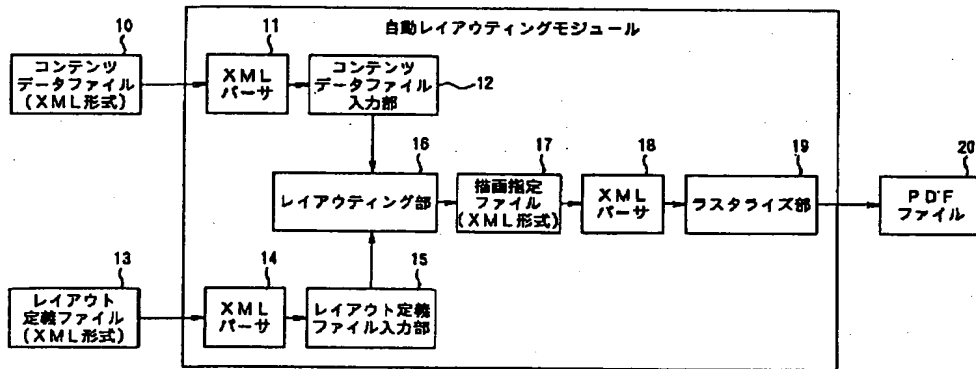 自動レイアウティングモジュール
10
コンテンツ
データファイル
(XML形式)
11
XML
パーサ
コンテンツ
データファイル
入力部
12
16
レイアウティング部
17
描画指定
ファイル
(XML形式)
18
XML
パーサ
19
ラスタライズ部
20
PDF
ファイル
13
レイアウト
定義ファイル
(XML形式)
14
XML
パーサ
15
レイアウト定義
ファイル入力部